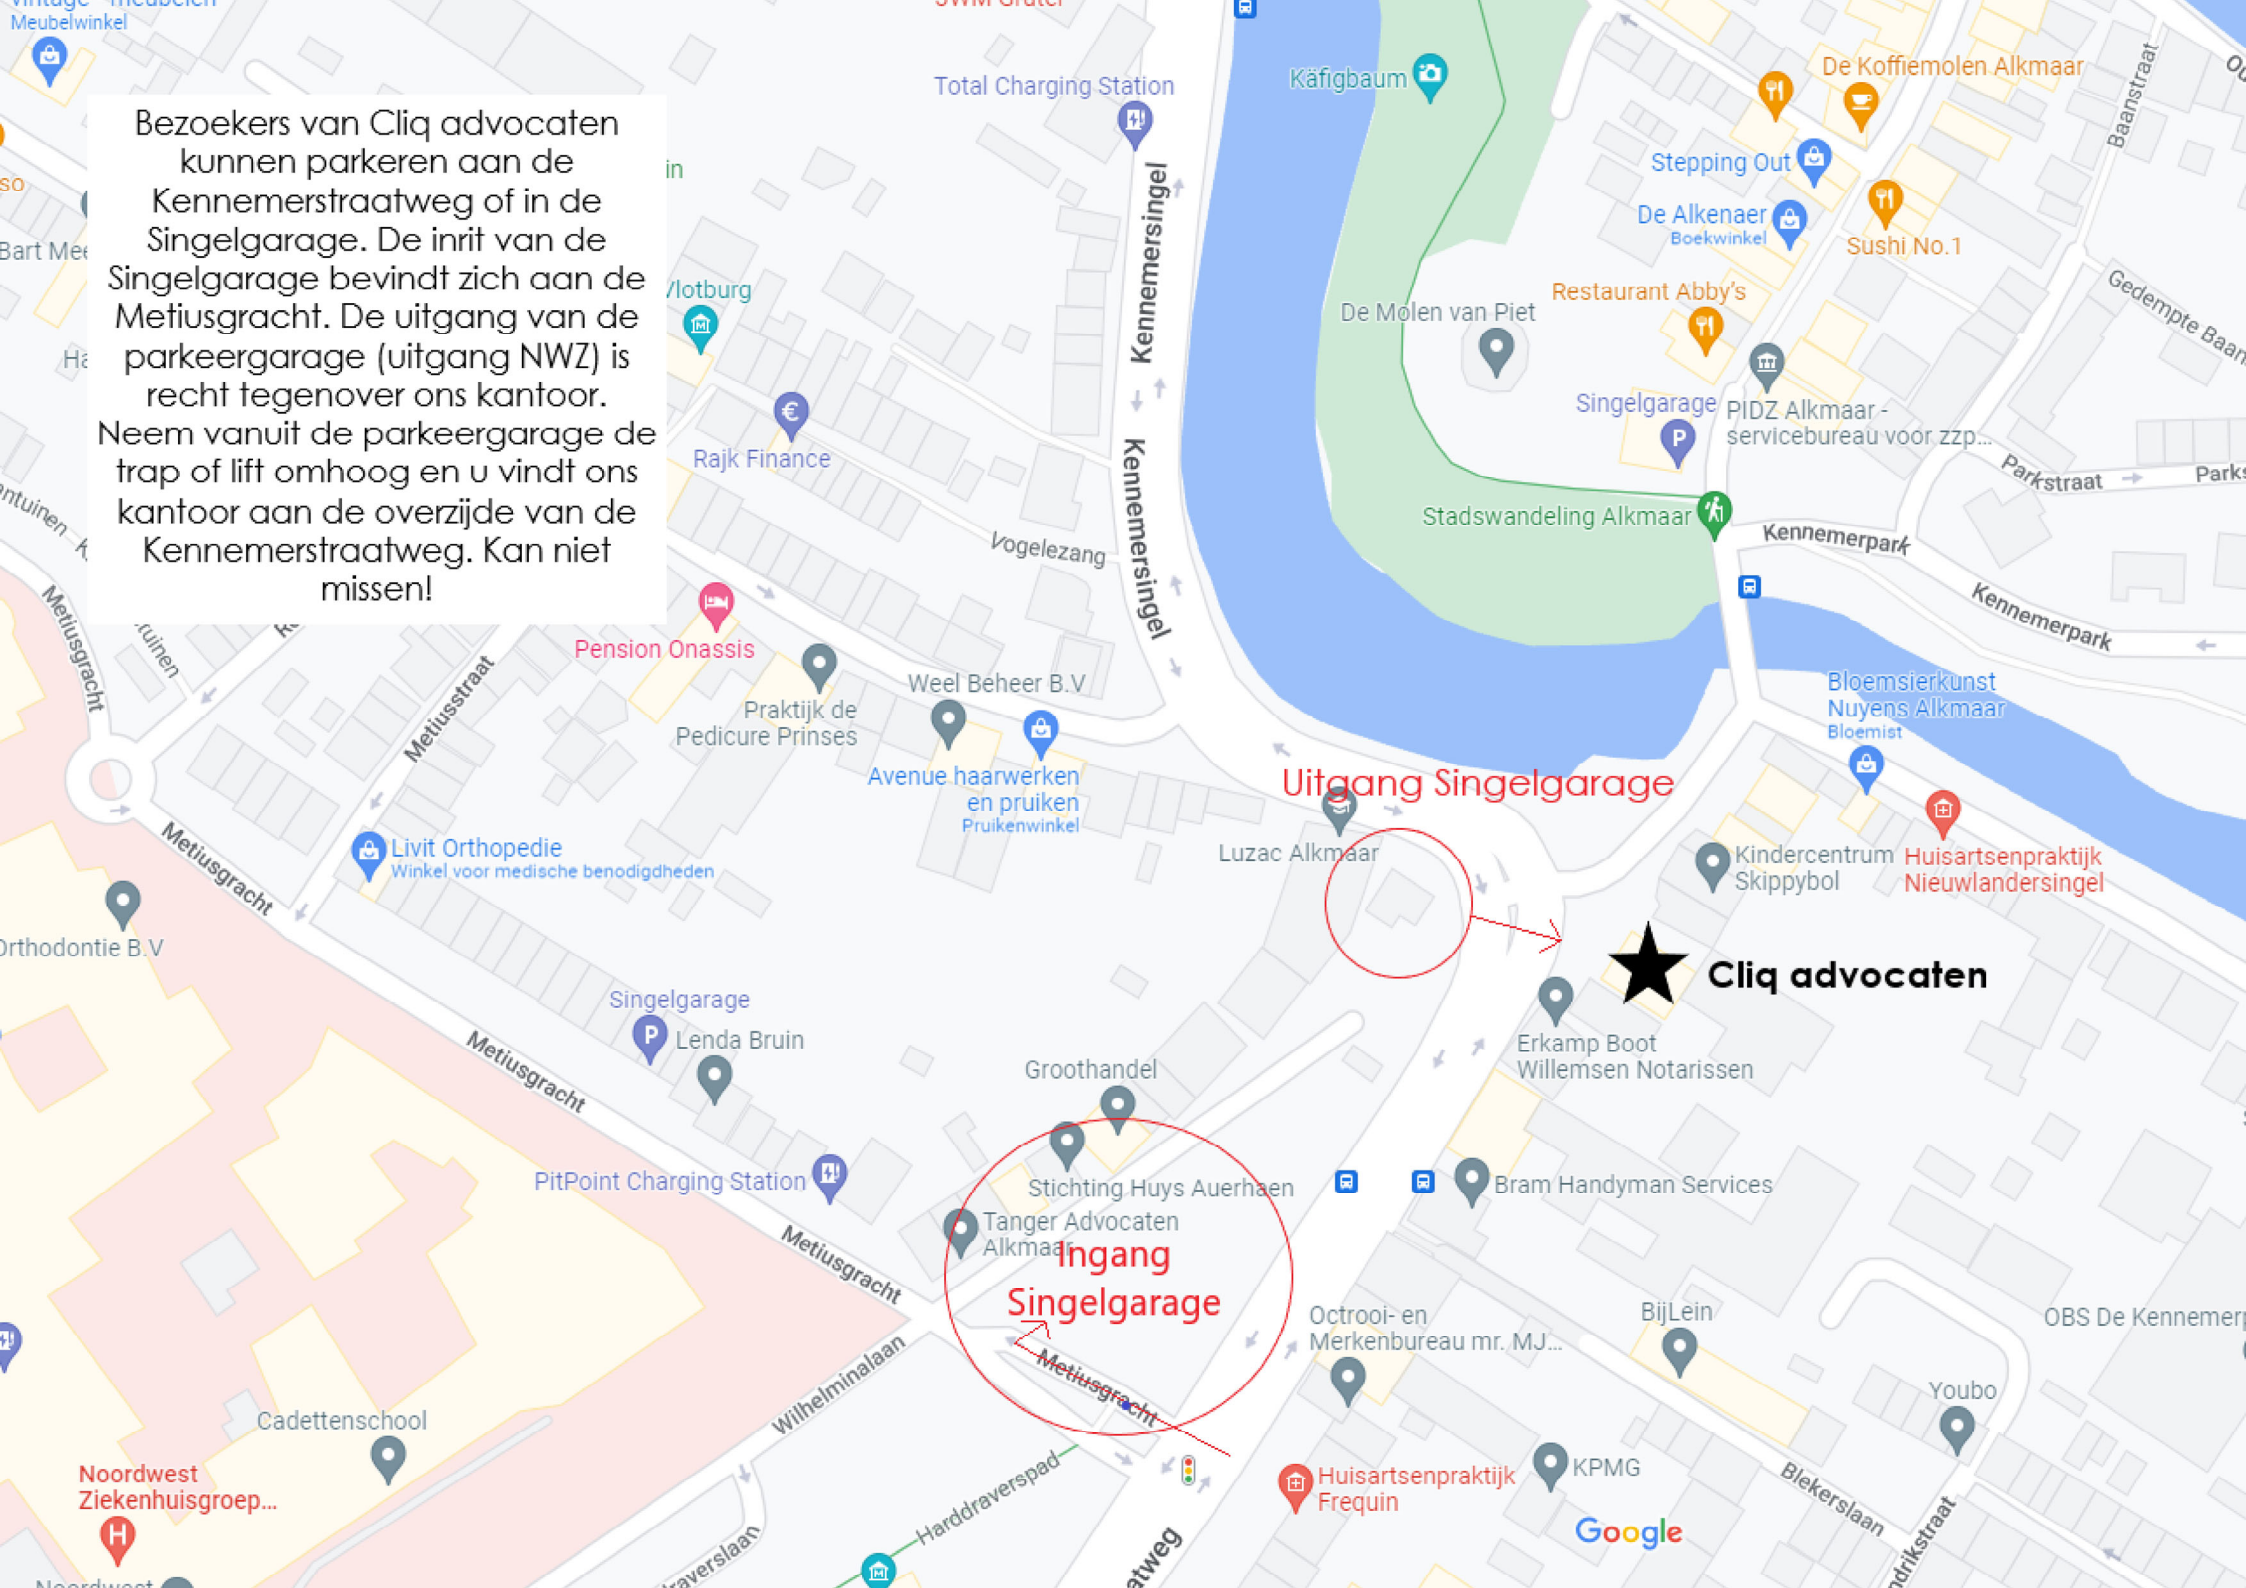 Meubelwinkel
Bezoekers van Cliq advocaten
kunnen parkeren aan de
Kennemerstraatweg of in de
Singelgarage. De inrit van de
Singelgarage bevindt zich aan de
Metiusgracht. De uitgang van de
parkeergarage (uitgang NWZ) is
recht tegenover ons kantoor.
Neem vanuit de parkeergarage de
trap of lift omhoog en u vindt ons
kantoor aan de overzijde van de
Kennemerstraatweg. Kan niet
missen!
Total Charging Station
Käfigbaum
De Koffiemolen Alkmaar
Baanstraat
Stepping Out
De Alkenaer
Boekwinkel
Sushi No.1
Kennemersingel
Restaurant Abby's
De Molen van Piet
Gedempte Baan
Singelgarage
PIDZ Alkmaar -
servicebureau voor zzp...
Parkstraat
Parks
Vlotburg
Rajk Finance
Kennemersingel
Vogelezang
Stadswandeling Alkmaar
Kennemerpark
Kennemerpark
Metiusgracht
Metiusstraat
Pension Onassis
Praktijk de
Pedicure Prinses
Weel Beheer B.V
Avenue haarwerken
en pruiken
Pruikenwinkel
Bloemsierkunst
Nuyens Alkmaar
Bloemist
Uitgang Singelgarage
Luzac Alkmaar
Kindercentrum
Skippybol
Huisartsenpraktijk
Nieuwlandersingel
Livit Orthopedie
Winkel voor medische benodigdheden
Metiusgracht
Orthodontie B.V
Cliq advocaten
Singelgarage
Lenda Bruin
Metiusgracht
Erkamp Boot
Willemsen Notarissen
Groothandel
PitPoint Charging Station
Stichting Huys Auerhaen
Bram Handyman Services
Tanger Advocaten
Alkmaar
Ingang
Singelgarage
Metiusgracht
Octrooi- en
Merkenbureau mr. MJ...
BijLein
OBS De Kennemerp
Metiusgracht
Wilhelminalaan
Youbo
Cadettenschool
Noordwest
Ziekenhuisgroep...
Harddraverspad
Huisartsenpraktijk
Frequin
KPMG
Blekerslaan
Google
Noordwest